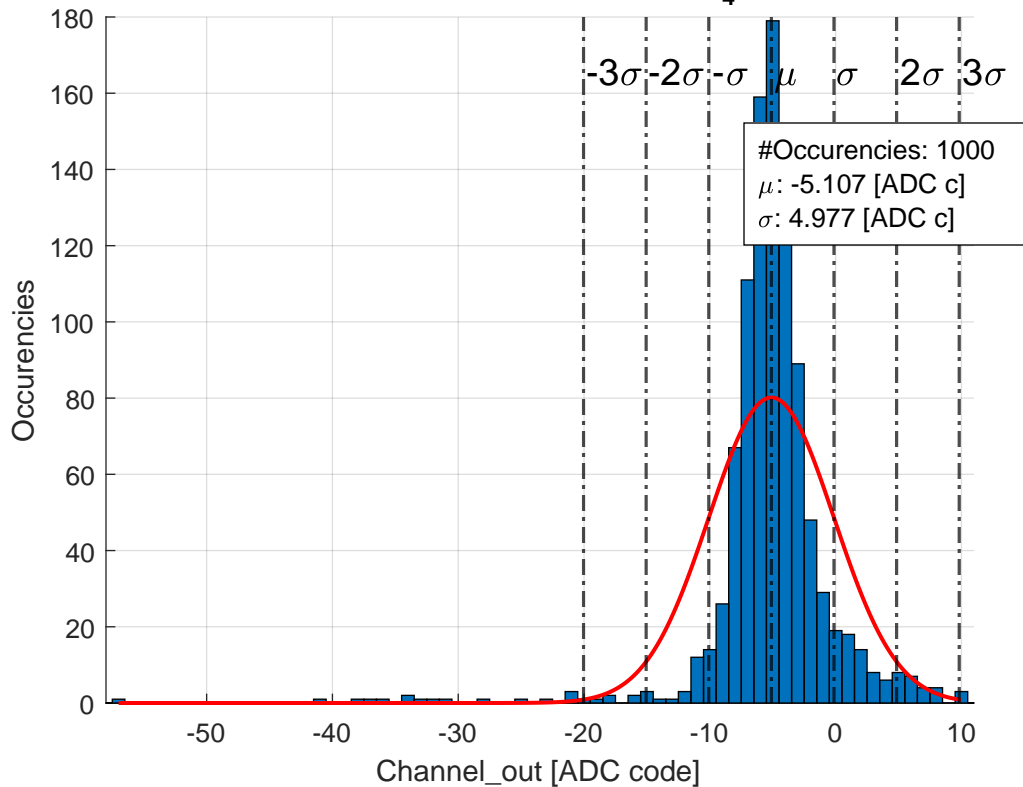 4
180
160
140
120
100
80
60
40
20
0
Occurencies
-3σ -2σ -σ μ σ 2σ 3σ
#Occurencies: 1000
μ: -5.107 [ADC c]
σ: 4.977 [ADC c]
-50 -40 -30 -20 -10 0 10
Channel_out [ADC code]